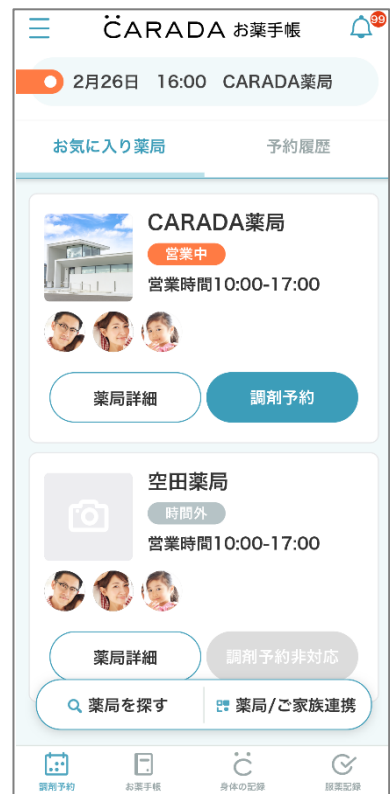 CARADA お薬手帳
99
2月26日 16:00 CARADA薬局
お気に入り薬局 予約履歴
CARADA薬局
営業中
営業時間10:00-17:00
薬局詳細 調剤予約
空田薬局
時間外
営業時間10:00-17:00
薬局詳細 調剤予約非対応
薬局を探す 薬局/ご家族連携
調剤予約 お薬手帳 身体の記録 服薬記録